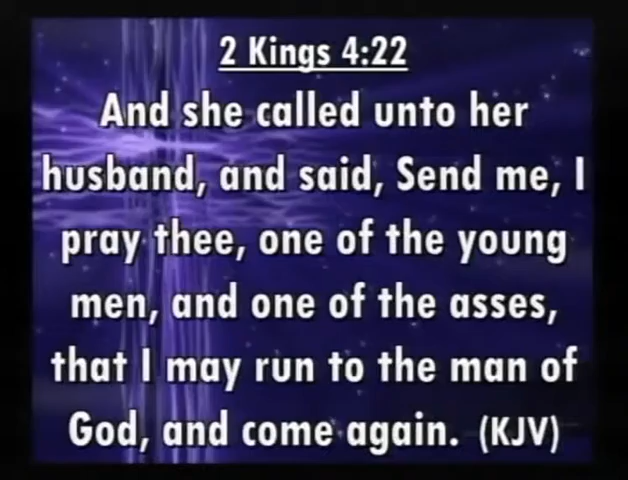 2 Kings 4:22
And she called unto her
husband, and said, Send me, I
pray thee, one of the young
men, and one of the asses,
that I may run to the man of
God, and come again. (KJV)